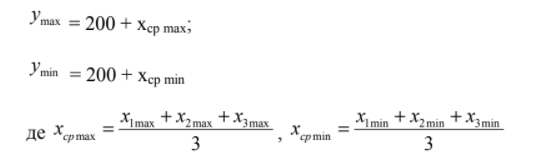 y_max = 200 + x_ср max;
y_min = 200 + x_ср min
де x_ср max = (x_1max + x_2max + x_3max)/3 , x_ср min = (x_1min + x_2min + x_3min)/3